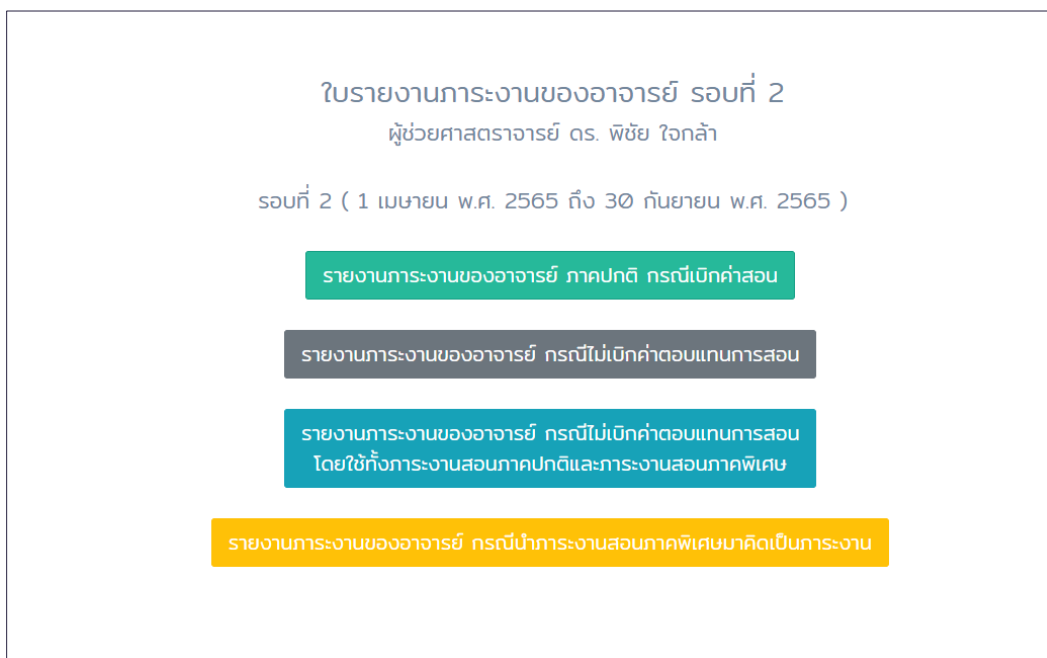 ใบรายงานภาระงานของอาจารย์ รอบที่ 2
ผู้ช่วยศาสตราจารย์ ดร. พิชัย ใจกล้า
รอบที่ 2 ( 1 เมษายน พ.ศ. 2565 ถึง 30 กันยายน พ.ศ. 2565 )
รายงานภาระงานของอาจารย์ ภาคปกติ กรณีเบิกค่าสอน
รายงานภาระงานของอาจารย์ กรณีไม่เบิกค่าตอบแทนการสอน
รายงานภาระงานของอาจารย์ กรณีไม่เบิกค่าตอบแทนการสอน
โดยใช้ทั้งภาระงานสอนภาคปกติและภาระงานสอนภาคพิเศษ
รายงานภาระงานของอาจารย์ กรณีนำภาระงานสอนภาคพิเศษมาคิดเป็นภาระงาน